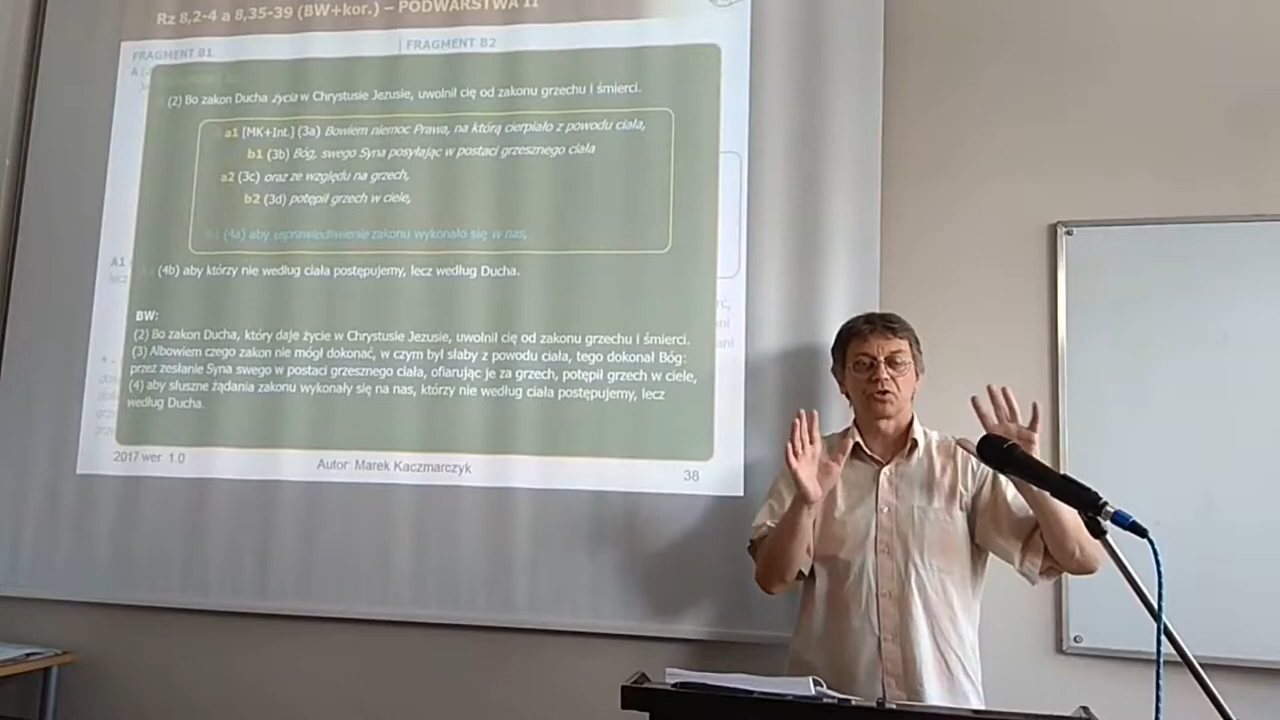 Rz 8,2-4 a 8,35-39 (BW+kor.) – PODWARSTWA II
FRAGMENT B1
FRAGMENT B2
(2) Bo zakon Ducha życia w Chrystusie Jezusie, uwolnił cię od zakonu grzechu i śmierci.
a1 [MK+Int.] (3a) Bowiem niemoc Prawa, na którą cierpiało z powodu ciała,
b1 (3b) Bóg, swego Syna posyłając w postaci grzesznego ciała
a2 (3c) oraz ze względu na grzech,
b2 (3d) potępił grzech w ciele,
(4a) aby usprawiedliwienie zakonu wykonało się w nas,
A1
(4b) aby którzy nie według ciała postępujemy, lecz według Ducha.
BW:
(2) Bo zakon Ducha, który daje życie w Chrystusie Jezusie, uwolnił cię od zakonu grzechu i śmierci.
(3) Albowiem czego zakon nie mógł dokonać, w czym był słaby z powodu ciała, tego dokonał Bóg:
przez zesłanie Syna swego w postaci grzesznego ciała, ofiarując je za grzech, potępił grzech w ciele,
(4) aby słuszne żądania zakonu wykonały się na nas, którzy nie według ciała postępujemy, lecz
według Ducha.
2017 wer 1.0
Autor: Marek Kaczmarczyk
38